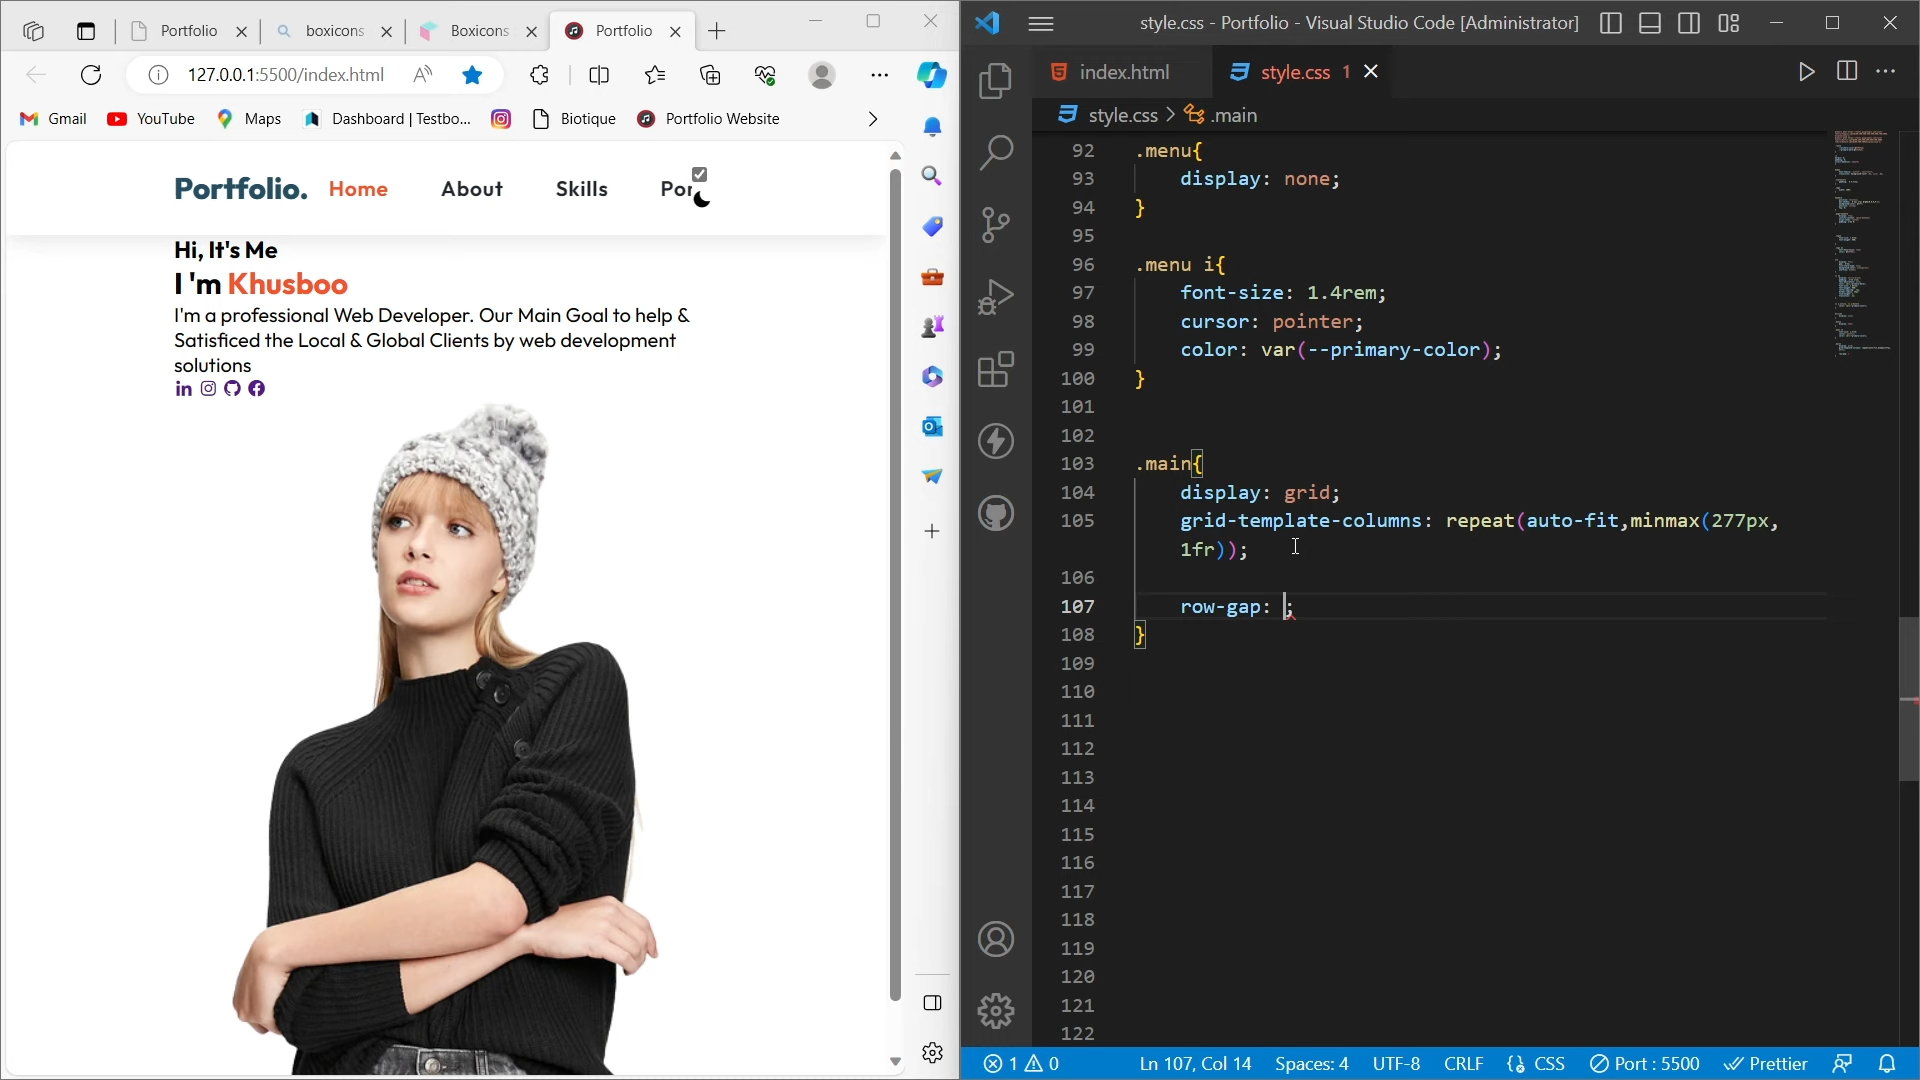 Portfolio
boxicons
Boxicons
Portfolio
127.0.0.1:5500/index.html
Gmail
YouTube
Maps
Dashboard | Testbo...
Biotique
Portfolio Website
Portfolio.
Home
About
Skills
Por
Hi, It's Me
I 'm Khusboo
I'm a professional Web Developer. Our Main Goal to help &
Satisficed the Local & Global Clients by web development
solutions
style.css - Portfolio - Visual Studio Code [Administrator]
index.html
style.css 1
style.css > .main
92 .menu{
93 display: none;
94 }
95
96 .menu i{
97 font-size: 1.4rem;
98 cursor: pointer;
99 color: var(--primary-color);
100 }
101
102
103 .main{
104 display: grid;
105 grid-template-columns: repeat(auto-fit,minmax(277px,
1fr));
106
107 row-gap: ;
108 }
109
110
111
112
113
114
115
116
117
118
119
120
121
122
1 0
Ln 107, Col 14
Spaces: 4
UTF-8
CRLF
{} CSS
Port : 5500
Prettier